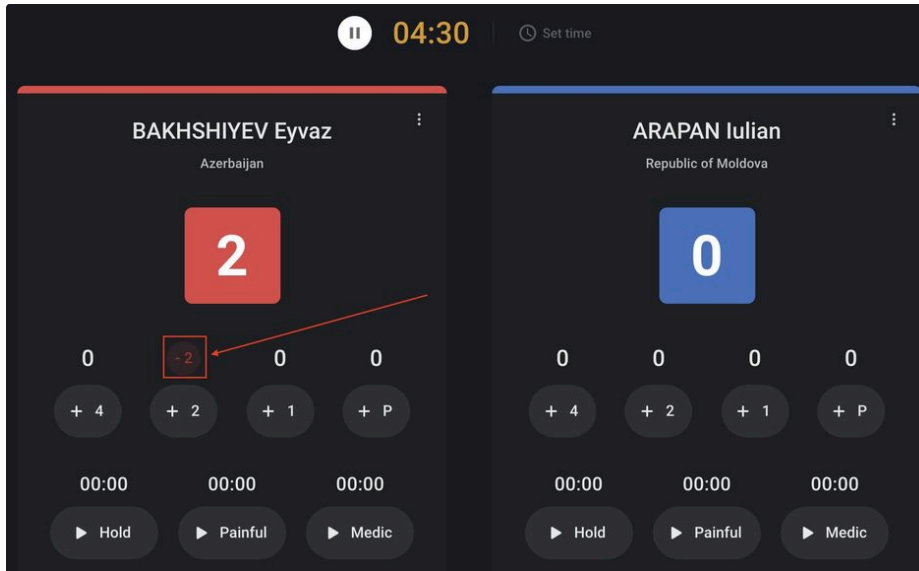 04:30 Set time
BAKHSHIYEV Eyvaz
Azerbaijan
2
0 - 2 0 0
+ 4 + 2 + 1 + P
00:00 00:00 00:00
Hold Painful Medic
ARAPAN Iulian
Republic of Moldova
0
0 0 0 0
+ 4 + 2 + 1 + P
00:00 00:00 00:00
Hold Painful Medic